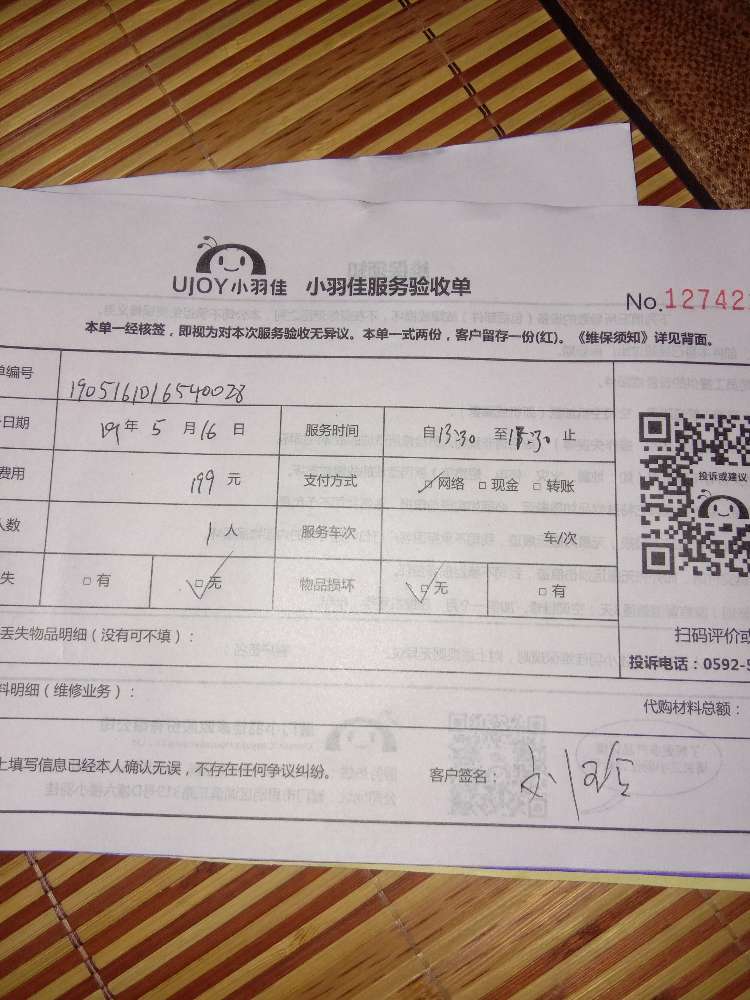 UJOY小羽佳 小羽佳服务验收单
No.12742
本单一经核签，即视为对本次服务验收无异议。本单一式两份，客户留存一份(红)。《维保须知》详见背面。
单编号 1905161016540028
日期 19年 5 月 16 日 服务时间 自13:30 至15:30 止
费用 199 元 支付方式 网络 现金 转账
人数 1 人 服务车次 车/次
失 有 无 物品损坏 无 有
投诉或建议
扫码评价或
投诉电话：0592-5
丢失物品明细（没有可不填）：
料明细（维修业务）：
代购材料总额：
上填写信息已经本人确认无误，不存在任何争议纠纷。 客户签名：